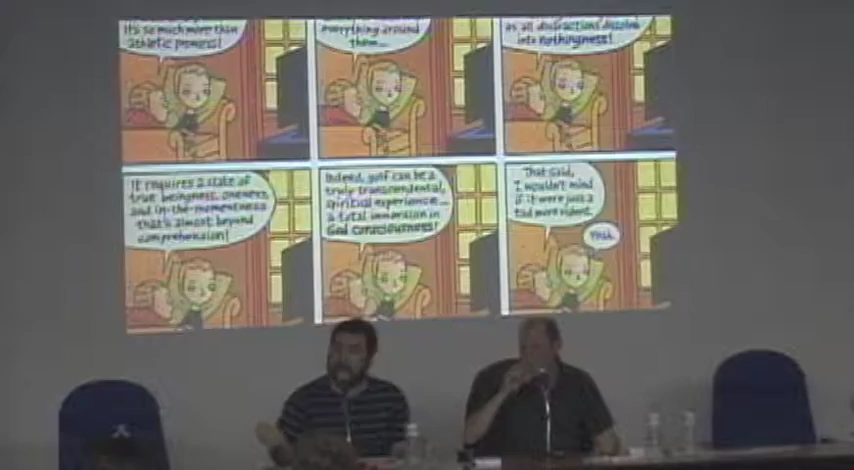 It's so much more than
athletic prowess!
everything around
them...
as all distractions dissolve
into nothingness!
It requires a state of
true beingness, oneness
and in-the-momentness
that's almost beyond
comprehension!
Indeed, golf can be a
truly transcendental,
spiritual experience...
a total immersion in
God consciousness!
That said,
I wouldn't mind
if it were just a
tad more violent.
Yeah.